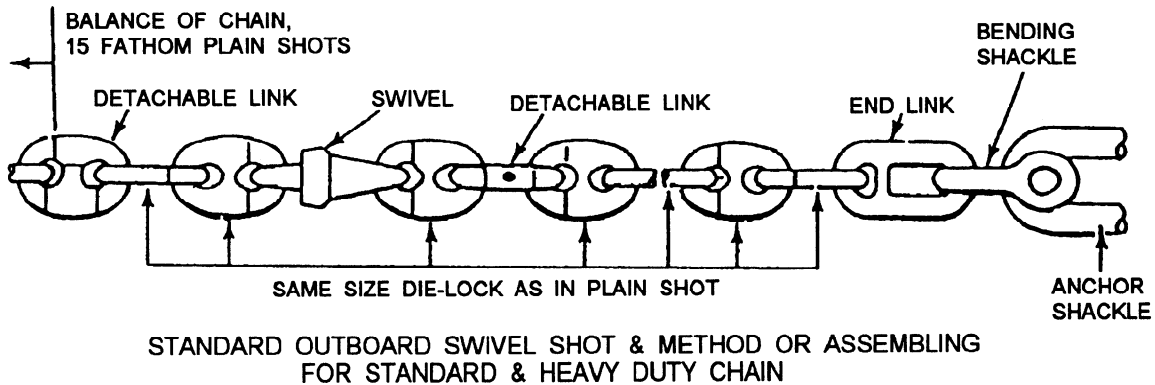 BALANCE OF CHAIN,
15 FATHOM PLAIN SHOTS
DETACHABLE LINK
SWIVEL
DETACHABLE LINK
END LINK
BENDING
SHACKLE
SAME SIZE DIE-LOCK AS IN PLAIN SHOT
ANCHOR
SHACKLE
STANDARD OUTBOARD SWIVEL SHOT & METHOD OR ASSEMBLING
FOR STANDARD & HEAVY DUTY CHAIN